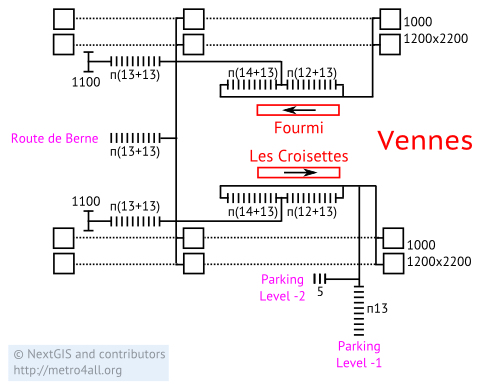 1000
1200x2200
п(13+13)
п(14+13)
п(12+13)
1100
Fourmi
Vennes
Route de Berne
п(13+13)
Les Croisettes
1100
п(13+13)
п(14+13)
п(12+13)
1000
1200x2200
Parking
Level -2
5
п13
Parking
Level -1
© NextGIS and contributors
http://metro4all.org